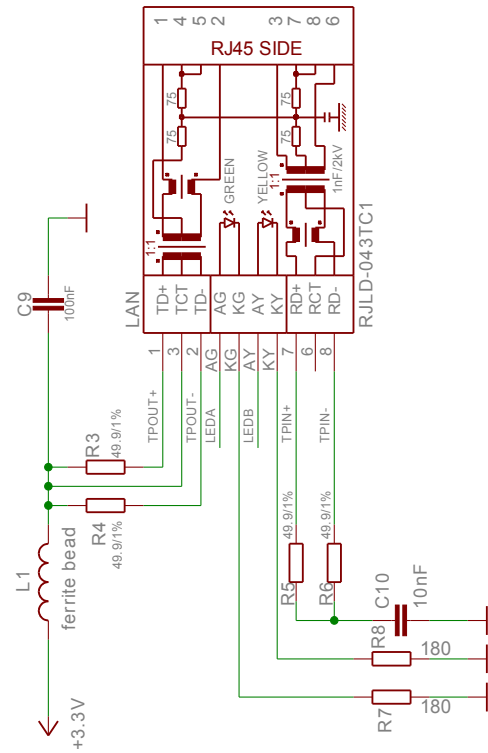 1
4
5
2
3
7
8
6
RJ45 SIDE
75
75
75
75
1nF/2kV
GREEN
YELLOW
1:1
1:1
LAN
TD+
TCT
TD-
AG
KG
AY
KY
RD+
RCT
RD-
RJLD-043TC1
1
3
2
AG
KG
AY
KY
7
6
8
C9
100nF
TPOUT+
TPOUT-
LEDA
LEDB
TPIN+
TPIN-
R3
49.9/1%
R4
49.9/1%
49.9/1%
R5
49.9/1%
R6
C10
10nF
L1
ferrite bead
R8
180
R7
180
+3.3V